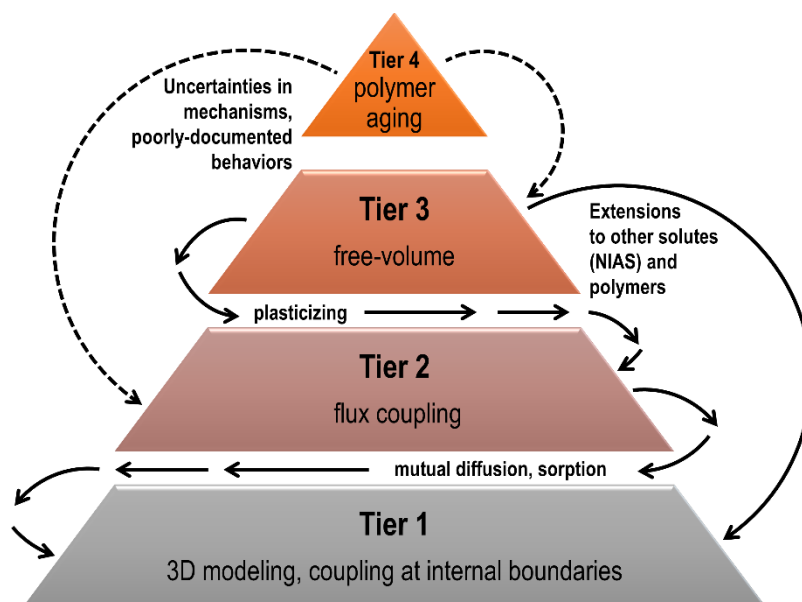 Tier 4
polymer
aging
Uncertainties in
mechanisms,
poorly-documented
behaviors
Tier 3
free-volume
Extensions
to other solutes
(NIAS) and
polymers
plasticizing
Tier 2
flux coupling
mutual diffusion, sorption
Tier 1
3D modeling, coupling at internal boundaries